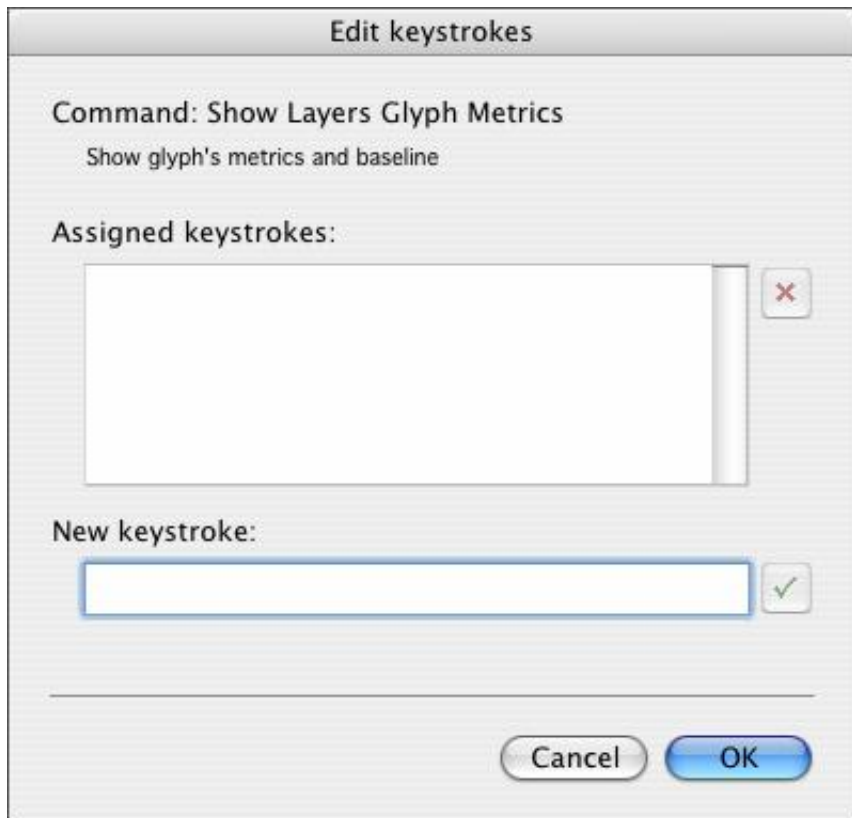 Edit keystrokes
Command: Show Layers Glyph Metrics
Show glyph's metrics and baseline
Assigned keystrokes:
New keystroke:
Cancel OK